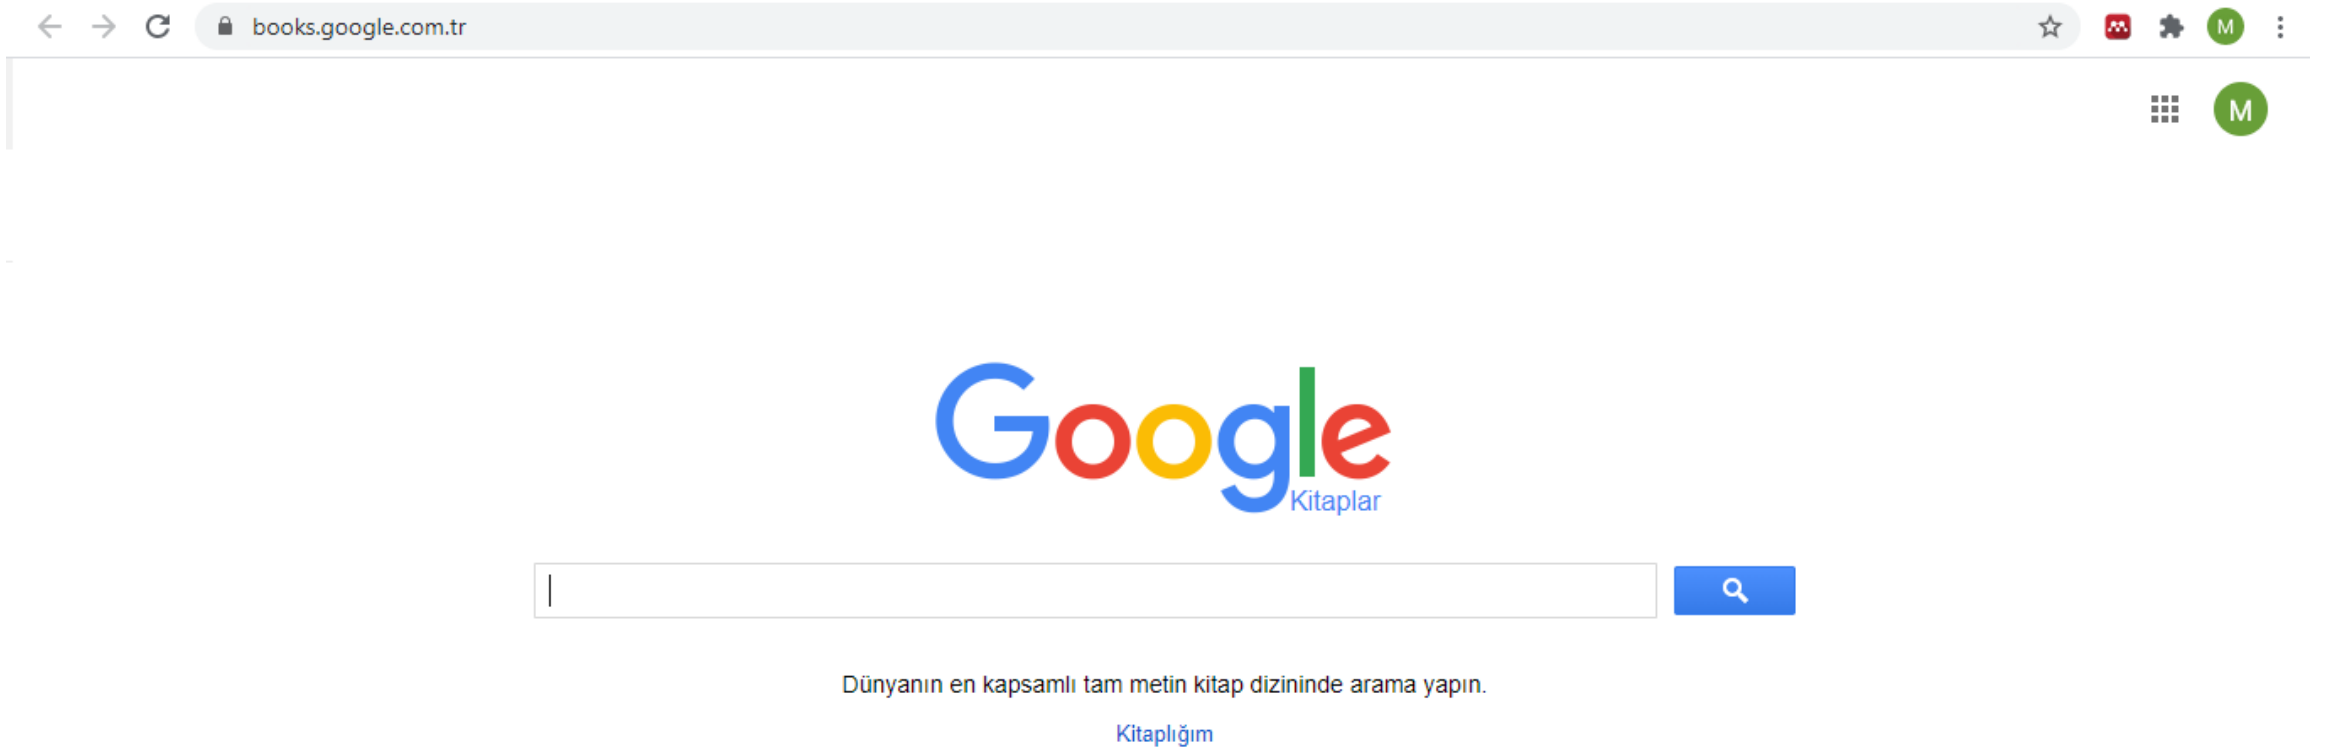 books.google.com.tr
M
M
Google
Kitaplar
Dünyanın en kapsamlı tam metin kitap dizininde arama yapın.
Kitaplığım